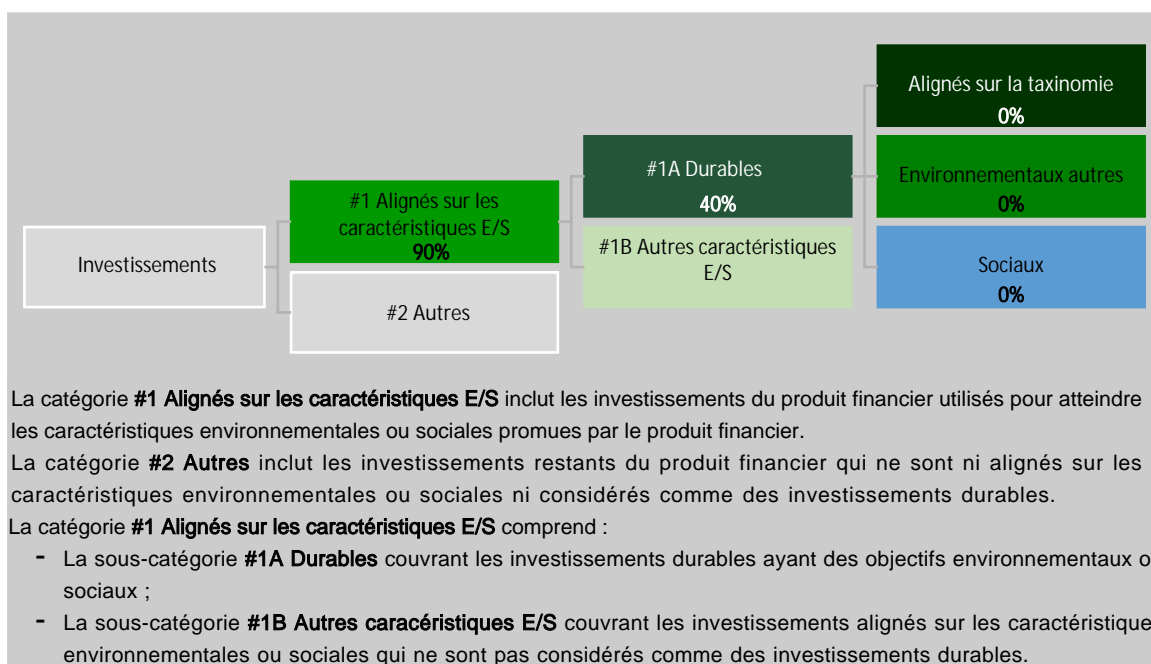 Alignés sur la taxinomie
0%
#1A Durables
40%
Environnementaux autres
0%
#1 Alignés sur les
caractéristiques E/S
90%
#1B Autres caractéristiques
E/S
Investissements
Sociaux
0%
#2 Autres
La catégorie #1 Alignés sur les caractéristiques E/S inclut les investissements du produit financier utilisés pour atteindre
les caractéristiques environnementales ou sociales promues par le produit financier.
La catégorie #2 Autres inclut les investissements restants du produit financier qui ne sont ni alignés sur les
caractéristiques environnementales ou sociales ni considérés comme des investissements durables.
La catégorie #1 Alignés sur les caractéristiques E/S comprend :
- La sous-catégorie #1A Durables couvrant les investissements durables ayant des objectifs environnementaux o
sociaux ;
- La sous-catégorie #1B Autres caracéristiques E/S couvrant les investissements alignés sur les caractéristique
environnementales ou sociales qui ne sont pas considérés comme des investissements durables.